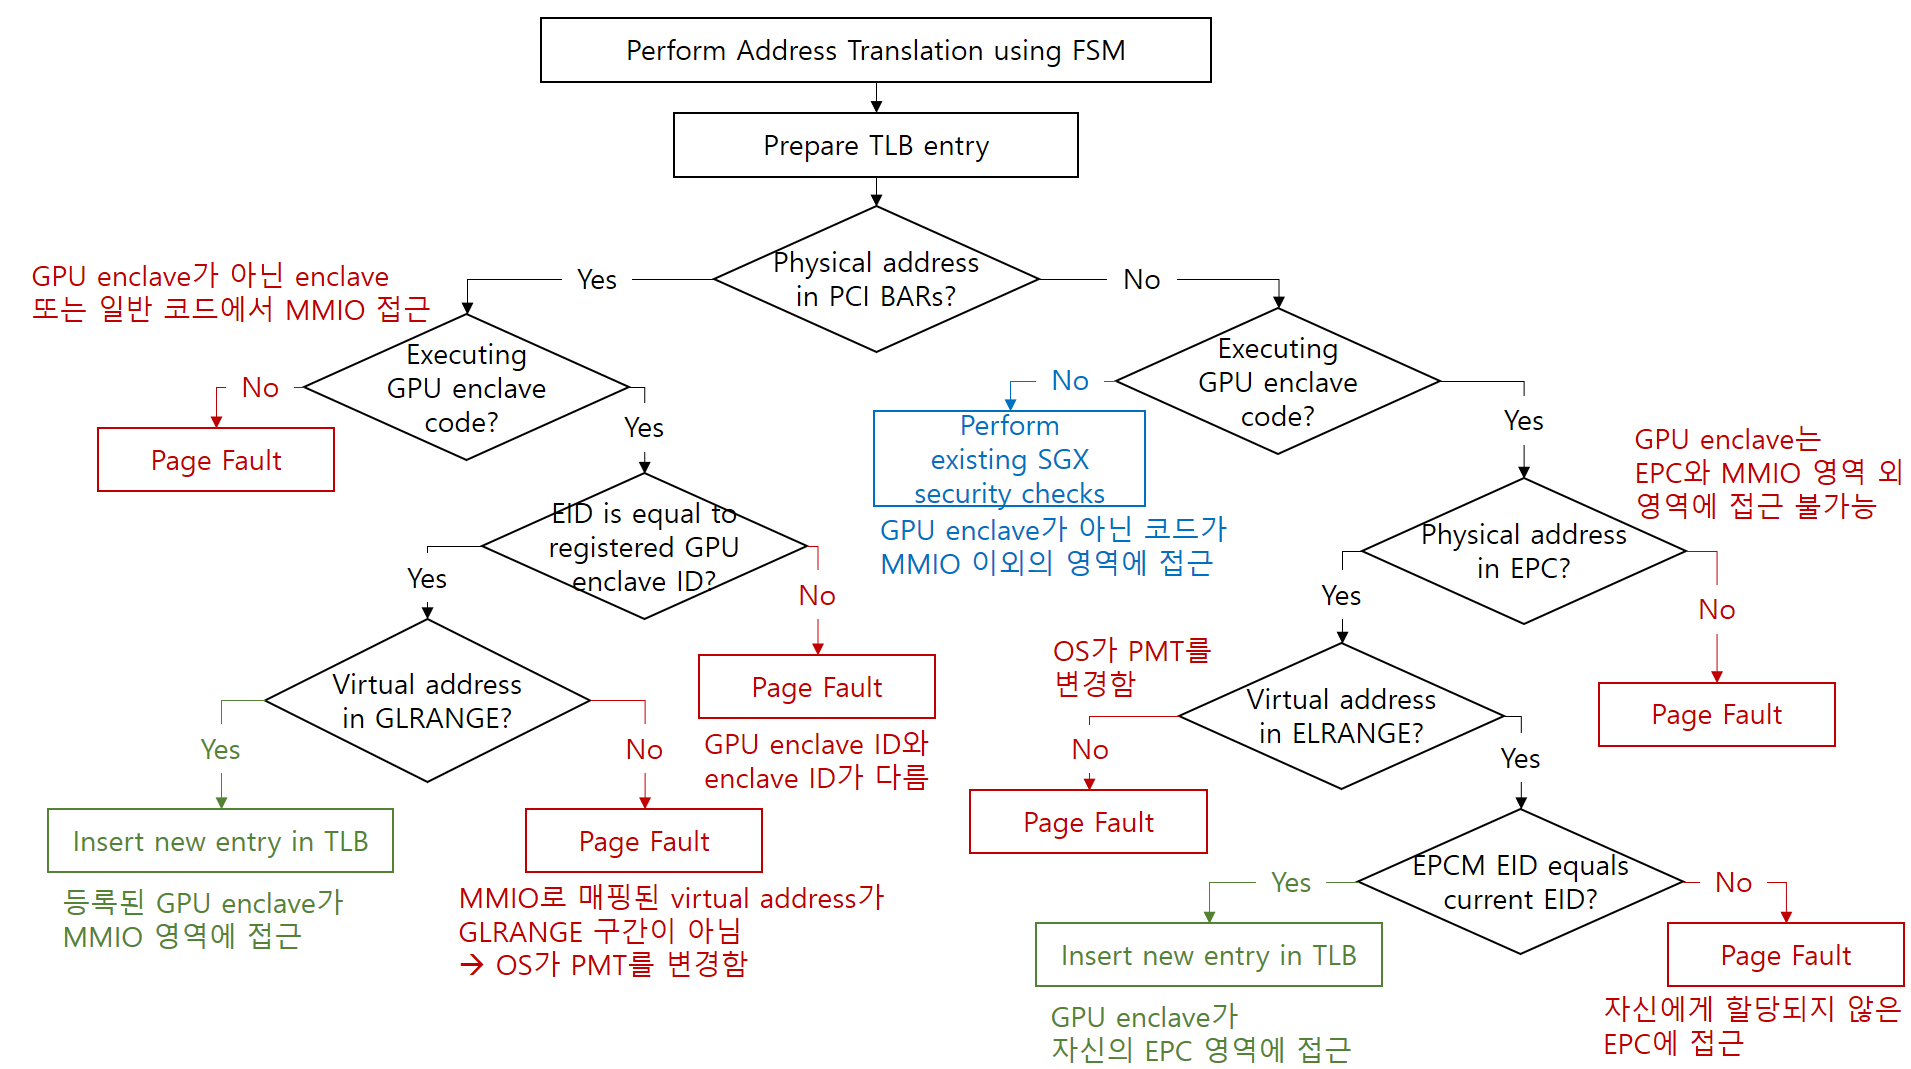 Perform Address Translation using FSM
Prepare TLB entry
Physical address
in PCI BARs?
Yes
No
GPU enclave가 아닌 enclave
또는 일반 코드에서 MMIO 접근
Executing
GPU enclave
code?
No
Yes
Page Fault
EID is equal to
registered GPU
enclave ID?
Yes
No
Page Fault
GPU enclave ID와
enclave ID가 다름
Virtual address
in GLRANGE?
Yes
No
Insert new entry in TLB
등록된 GPU enclave가
MMIO 영역에 접근
Page Fault
MMIO로 매핑된 virtual address가
GLRANGE 구간이 아님
→ OS가 PMT를 변경함
Executing
GPU enclave
code?
No
Yes
Perform
existing SGX
security checks
GPU enclave가 아닌 코드가
MMIO 이외의 영역에 접근
GPU enclave는
EPC와 MMIO 영역 외
영역에 접근 불가능
Physical address
in EPC?
Yes
No
Page Fault
OS가 PMT를
변경함
Virtual address
in ELRANGE?
No
Yes
Page Fault
EPCM EID equals
current EID?
Yes
No
Insert new entry in TLB
GPU enclave가
자신의 EPC 영역에 접근
Page Fault
자신에게 할당되지 않은
EPC에 접근